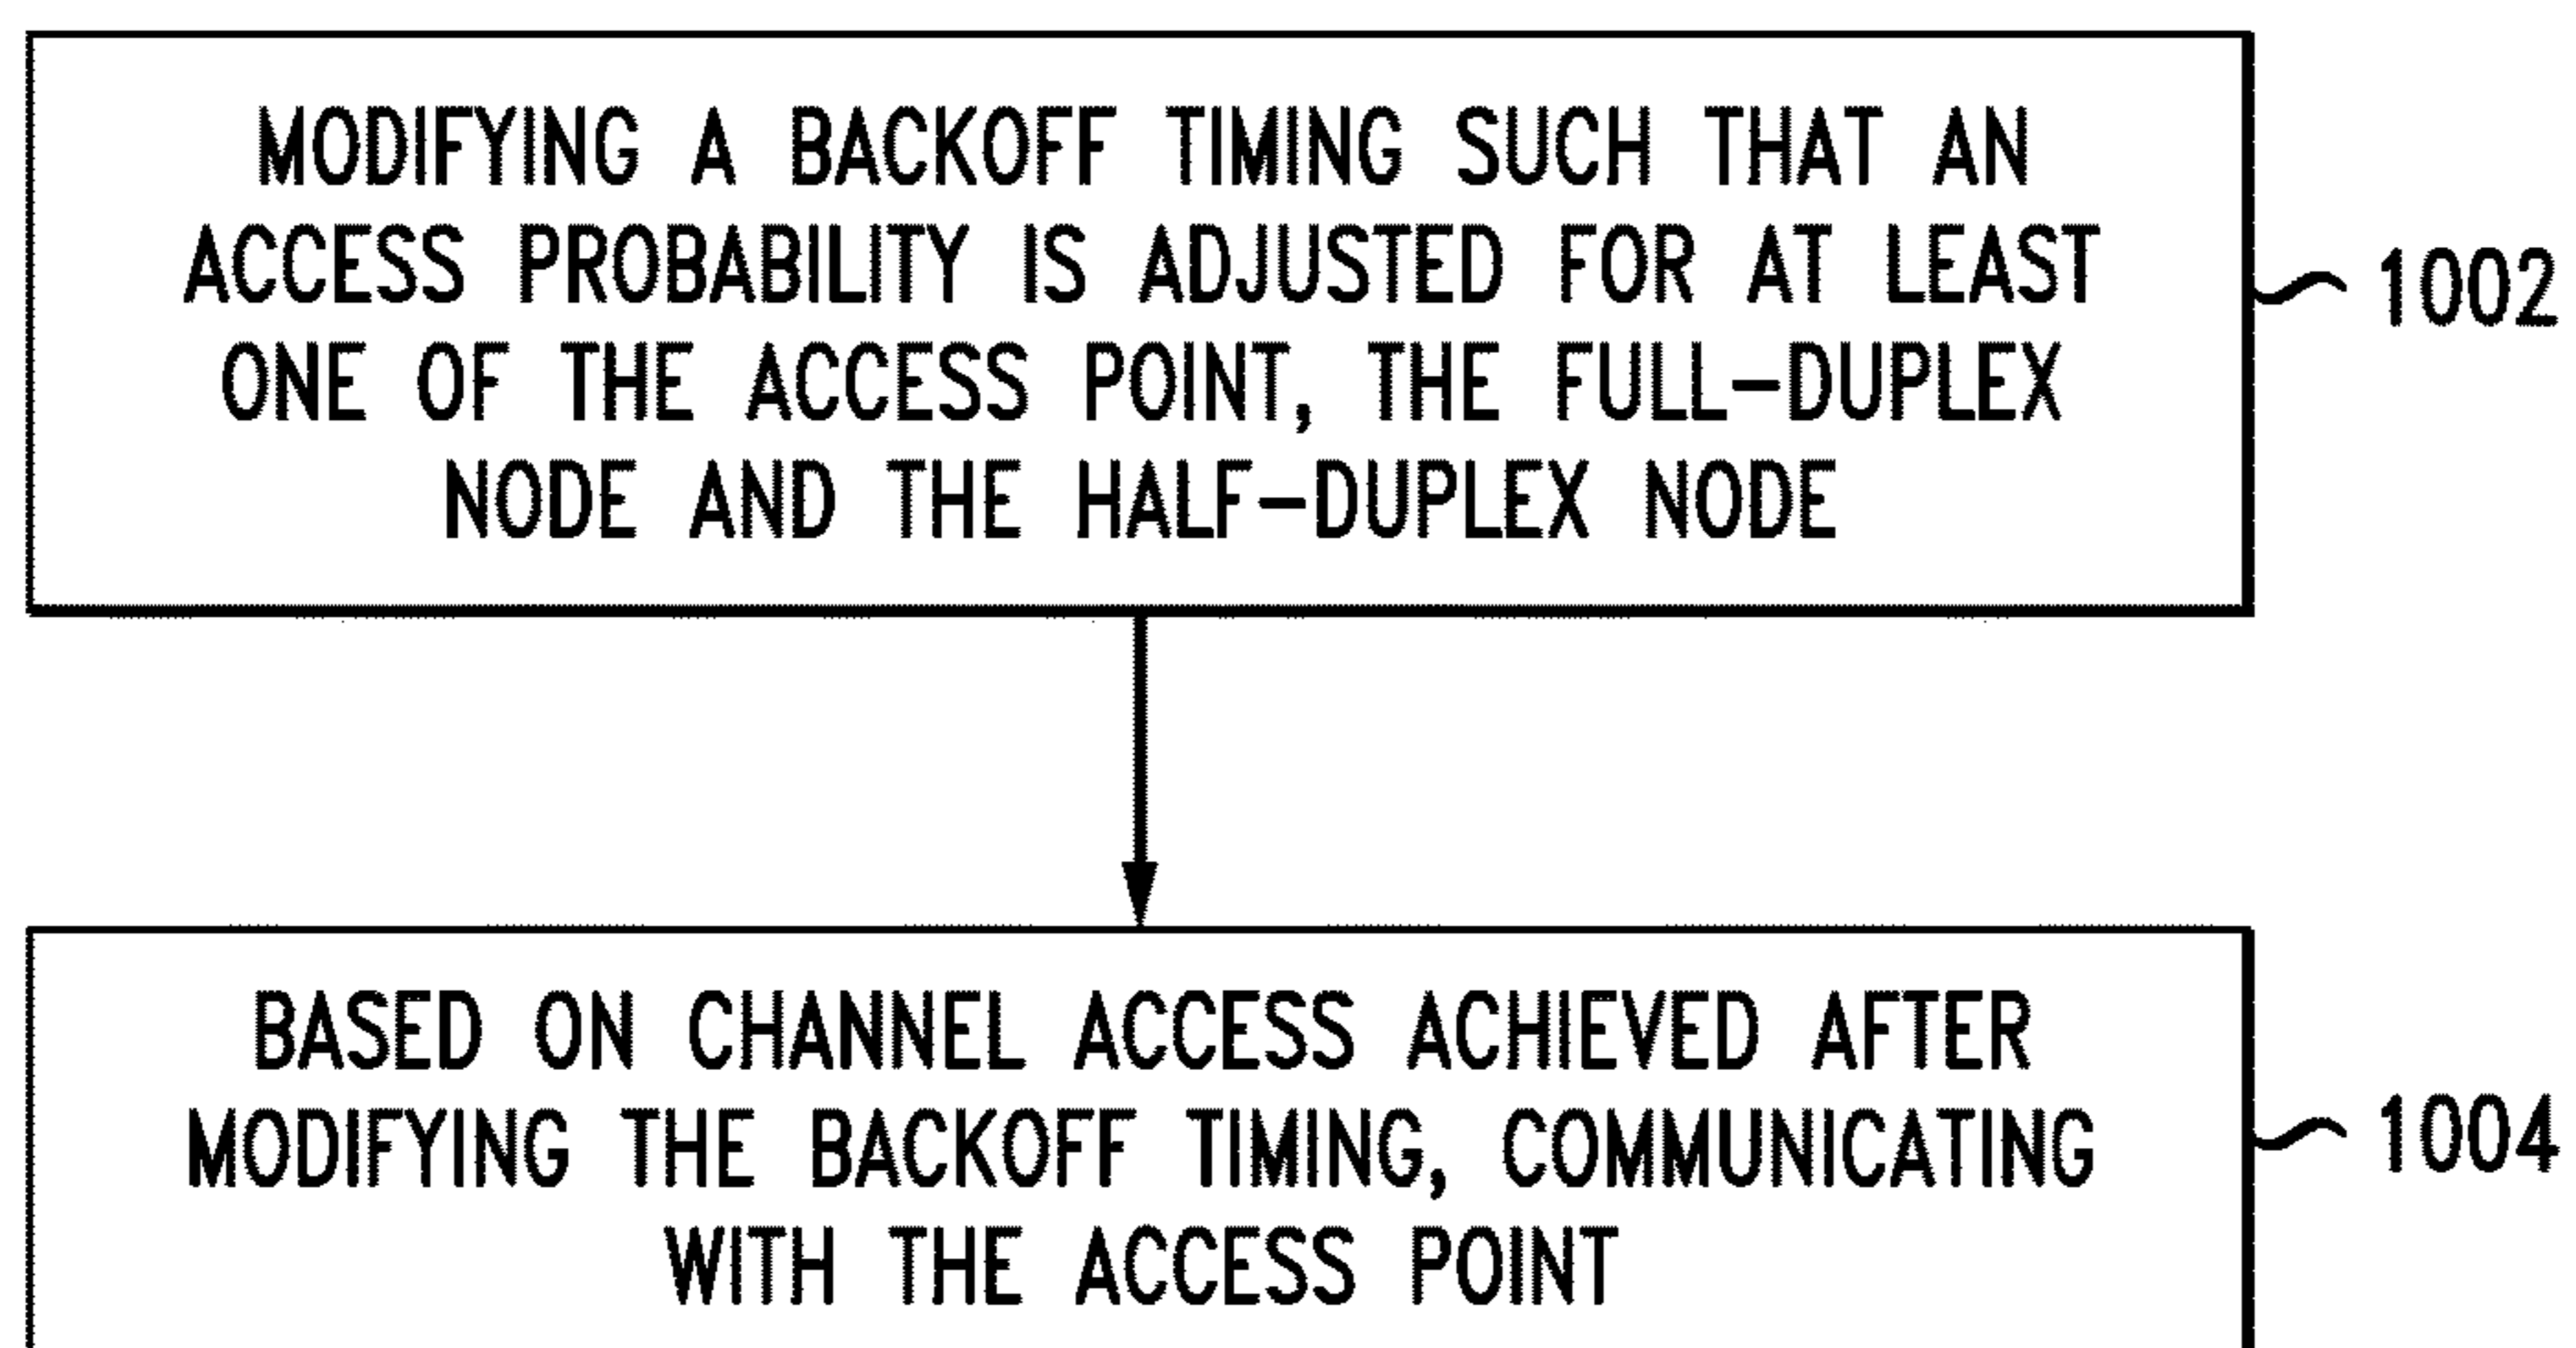 MODIFYING A BACKOFF TIMING SUCH THAT AN
ACCESS PROBABILITY IS ADJUSTED FOR AT LEAST
ONE OF THE ACCESS POINT, THE FULL-DUPLEX
NODE AND THE HALF-DUPLEX NODE
1002
BASED ON CHANNEL ACCESS ACHIEVED AFTER
MODIFYING THE BACKOFF TIMING, COMMUNICATING
WITH THE ACCESS POINT
1004